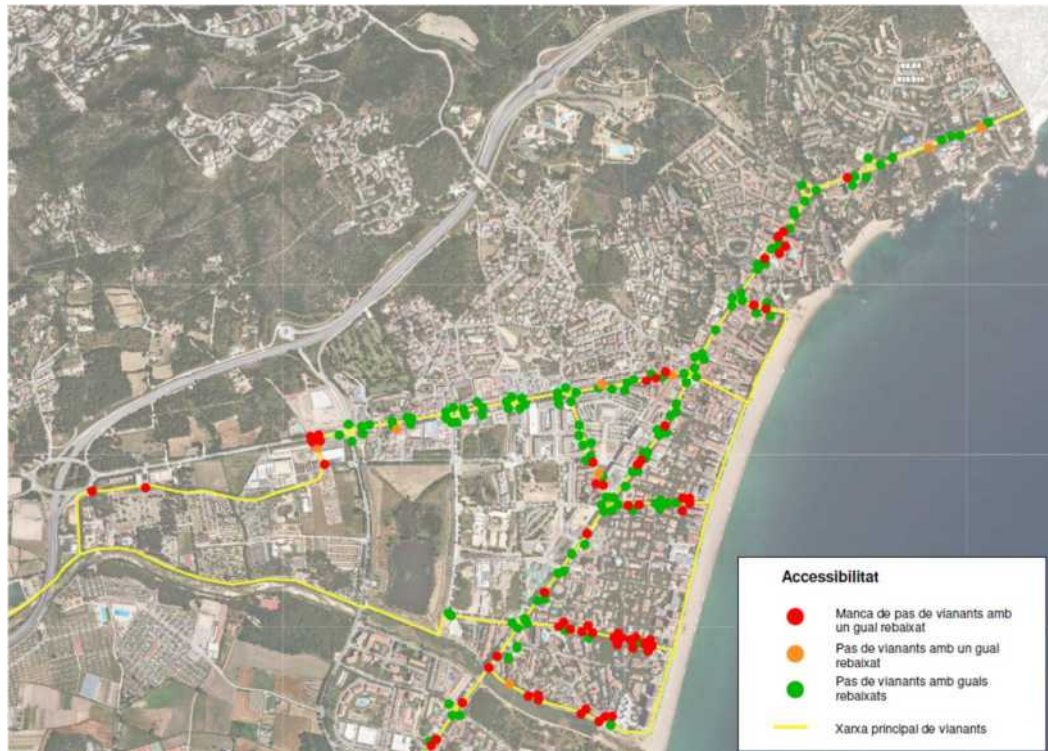 Accessibilitat
Manca de pas de vianants amb
un gual rebaixat
Pas de vianants amb un gual
rebaixat
Pas de vianants amb guals
rebaixats
Xarxa principal de vianants